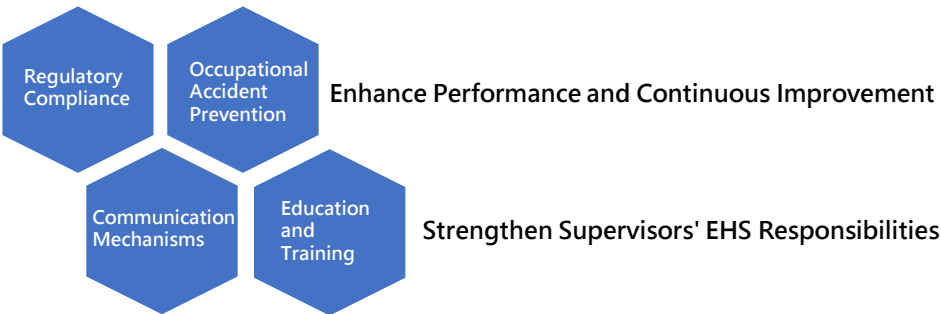 Regulatory
Compliance
Occupational
Accident
Prevention
Enhance Performance and Continuous Improvement
Communication
Mechanisms
Education
and
Training
Strengthen Supervisors' EHS Responsibilities